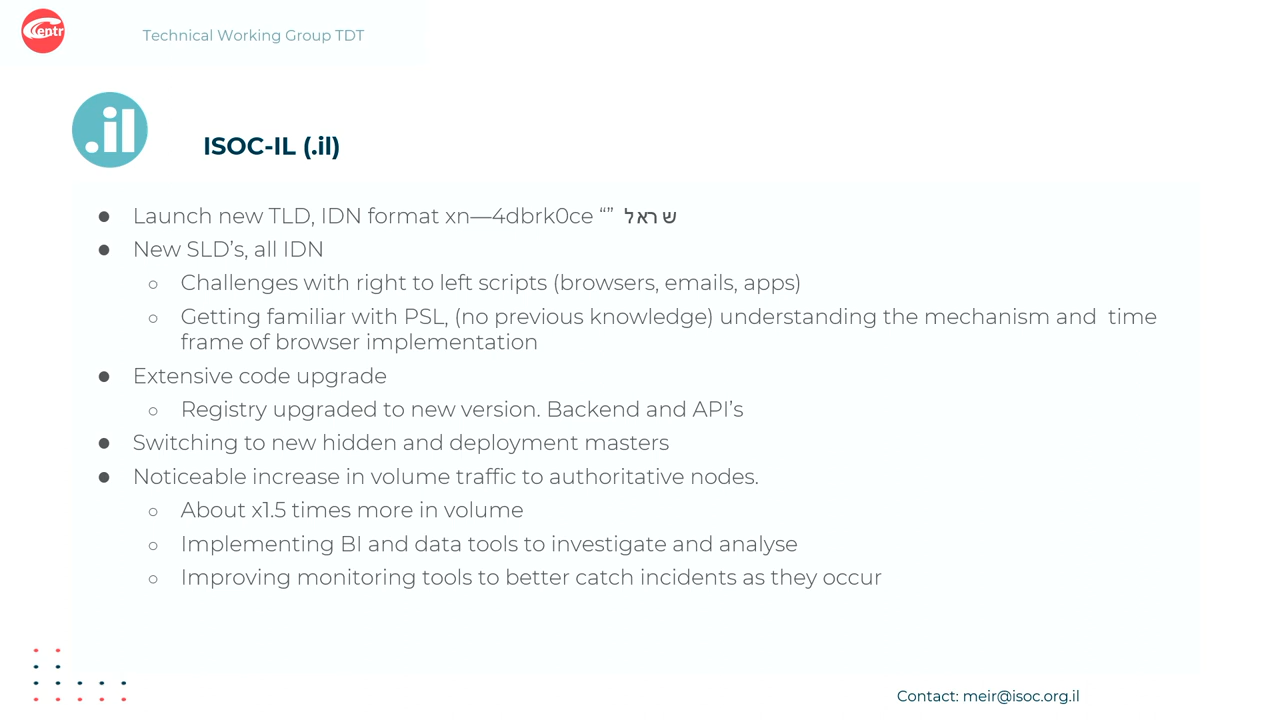 Centr
Technical Working Group TDT
.il
ISOC-IL (.il)
● Launch new TLD, IDN format xn—4dbrk0ce “” שראל
● New SLD’s, all IDN
○ Challenges with right to left scripts (browsers, emails, apps)
○ Getting familiar with PSL, (no previous knowledge) understanding the mechanism and time
frame of browser implementation
● Extensive code upgrade
○ Registry upgraded to new version. Backend and API’s
● Switching to new hidden and deployment masters
● Noticeable increase in volume traffic to authoritative nodes.
○ About x1.5 times more in volume
○ Implementing BI and data tools to investigate and analyse
○ Improving monitoring tools to better catch incidents as they occur
Contact: meir@isoc.org.il